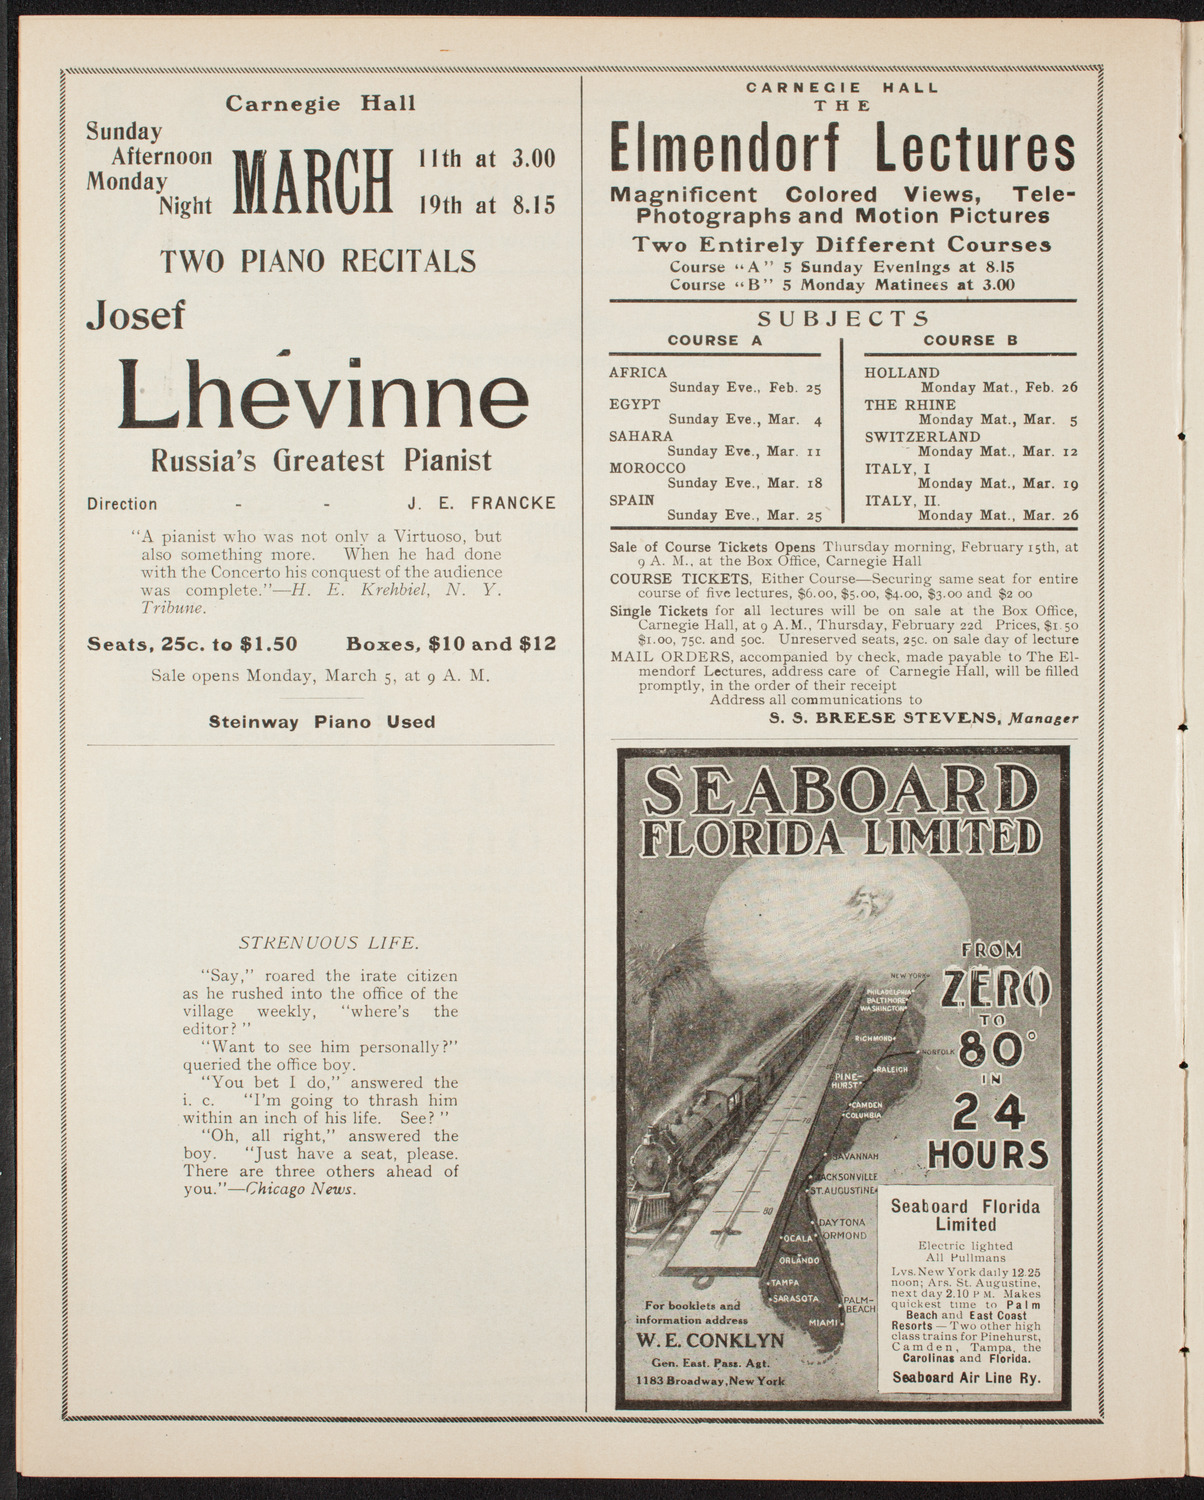 Carnegie Hall
Sunday
Afternoon
Monday
Night
MARCH
11th at 3.00
19th at 8.15
TWO PIANO RECITALS
Josef
Lhévinne
Russia's Greatest Pianist
Direction - - J. E. FRANCKE
"A pianist who was not only a Virtuoso, but
also something more. When he had done
with the Concerto his conquest of the audience
was complete."—H. E. Krehbiel, N. Y.
Tribune.
Seats, 25c. to $1.50 Boxes, $10 and $12
Sale opens Monday, March 5, at 9 A. M.
Steinway Piano Used
STRENUOUS LIFE.
"Say," roared the irate citizen
as he rushed into the office of the
village weekly, "where's the
editor?"
"Want to see him personally?"
queried the office boy.
"You bet I do," answered the
i. c. "I'm going to thrash him
within an inch of his life. See?"
"Oh, all right," answered the
boy. "Just have a seat, please.
There are three others ahead of
you."—Chicago News.
CARNEGIE HALL
THE
Elmendorf Lectures
Magnificent Colored Views, Tele-
Photographs and Motion Pictures
Two Entirely Different Courses
Course "A" 5 Sunday Evenings at 8.15
Course "B" 5 Monday Matinees at 3.00
SUBJECTS
COURSE A
AFRICA
Sunday Eve., Feb. 25
EGYPT
Sunday Eve., Mar. 4
SAHARA
Sunday Eve., Mar. 11
MOROCCO
Sunday Eve., Mar. 18
SPAIN
Sunday Eve., Mar. 25
COURSE B
HOLLAND
Monday Mat., Feb. 26
THE RHINE
Monday Mat., Mar. 5
SWITZERLAND
Monday Mat., Mar. 12
ITALY, I
Monday Mat., Mar. 19
ITALY, II.
Monday Mat., Mar. 26
Sale of Course Tickets Opens Thursday morning, February 15th, at
9 A. M., at the Box Office, Carnegie Hall
COURSE TICKETS, Either Course—Securing same seat for entire
course of five lectures, $6.00, $5.00, $4.00, $3.00 and $2 00
Single Tickets for all lectures will be on sale at the Box Office,
Carnegie Hall, at 9 A.M., Thursday, February 22d Prices, $1.50
$1.00, 75c. and 50c. Unreserved seats, 25c. on sale day of lecture
MAIL ORDERS, accompanied by check, made payable to The El-
mendorf Lectures, address care of Carnegie Hall, will be filled
promptly, in the order of their receipt
Address all communications to
S. S. BREESE STEVENS, Manager
SEABOARD
FLORIDA LIMITED
FROM
ZERO
TO
80°
IN
24
HOURS
NEW YORK
PHILADELPHIA
BALTIMORE
WASHINGTON
RICHMOND
NORFOLK
RALEIGH
PINE-
HURST
CAMDEN
COLUMBIA
70
SAVANNAH
JACKSONVILLE
ST. AUGUSTINE
80
DAYTONA
ORMOND
OCALA
ORLANDO
TAMPA
SARASOTA
PALM-
BEACH
MIAMI
For booklets and
information address
W. E. CONKLYN
Gen. East. Pass. Agt.
1183 Broadway, New York
Seaboard Florida
Limited
Electric lighted
All Pullmans
Lvs. New York daily 12.25
noon; Ars. St. Augustine,
next day 2.10 P M. Makes
quickest time to Palm
Beach and East Coast
Resorts — Two other high
class trains for Pinehurst,
Camden, Tampa, the
Carolinas and Florida.
Seaboard Air Line Ry.